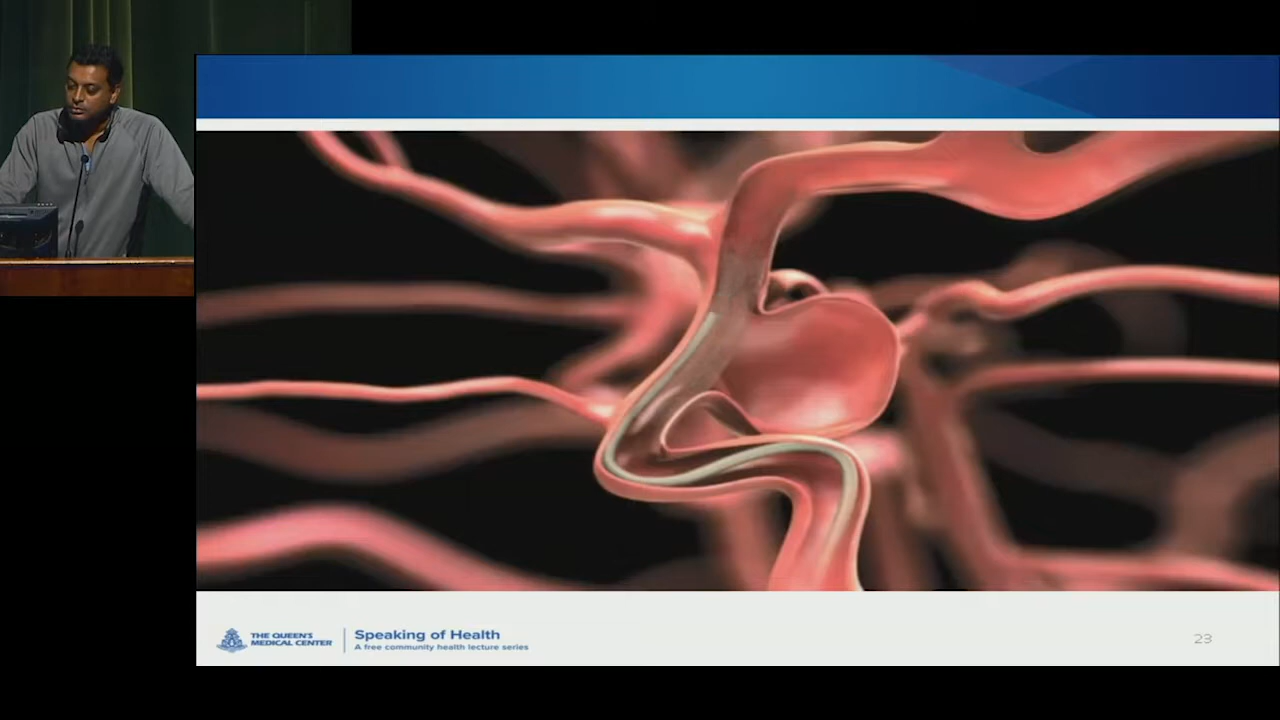 THE QUEEN'S
MEDICAL CENTER
Speaking of Health
A free community health lecture series
23